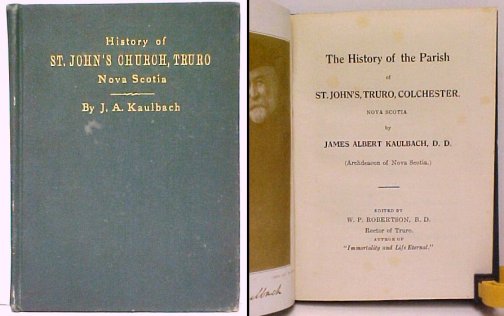 History of
ST. JOHN'S CHURCH, TRURO
Nova Scotia
By J. A. Kaulbach
The History of the Parish
of
ST. JOHN'S, TRURO, COLCHESTER,
NOVA SCOTIA
by
JAMES ALBERT KAULBACH, D. D.
(Archdeacon of Nova Scotia.)
EDITED BY
W. P. ROBERTSON, B. D.
Rector of Truro.
AUTHOR OF
"Immortality and Life Eternal."